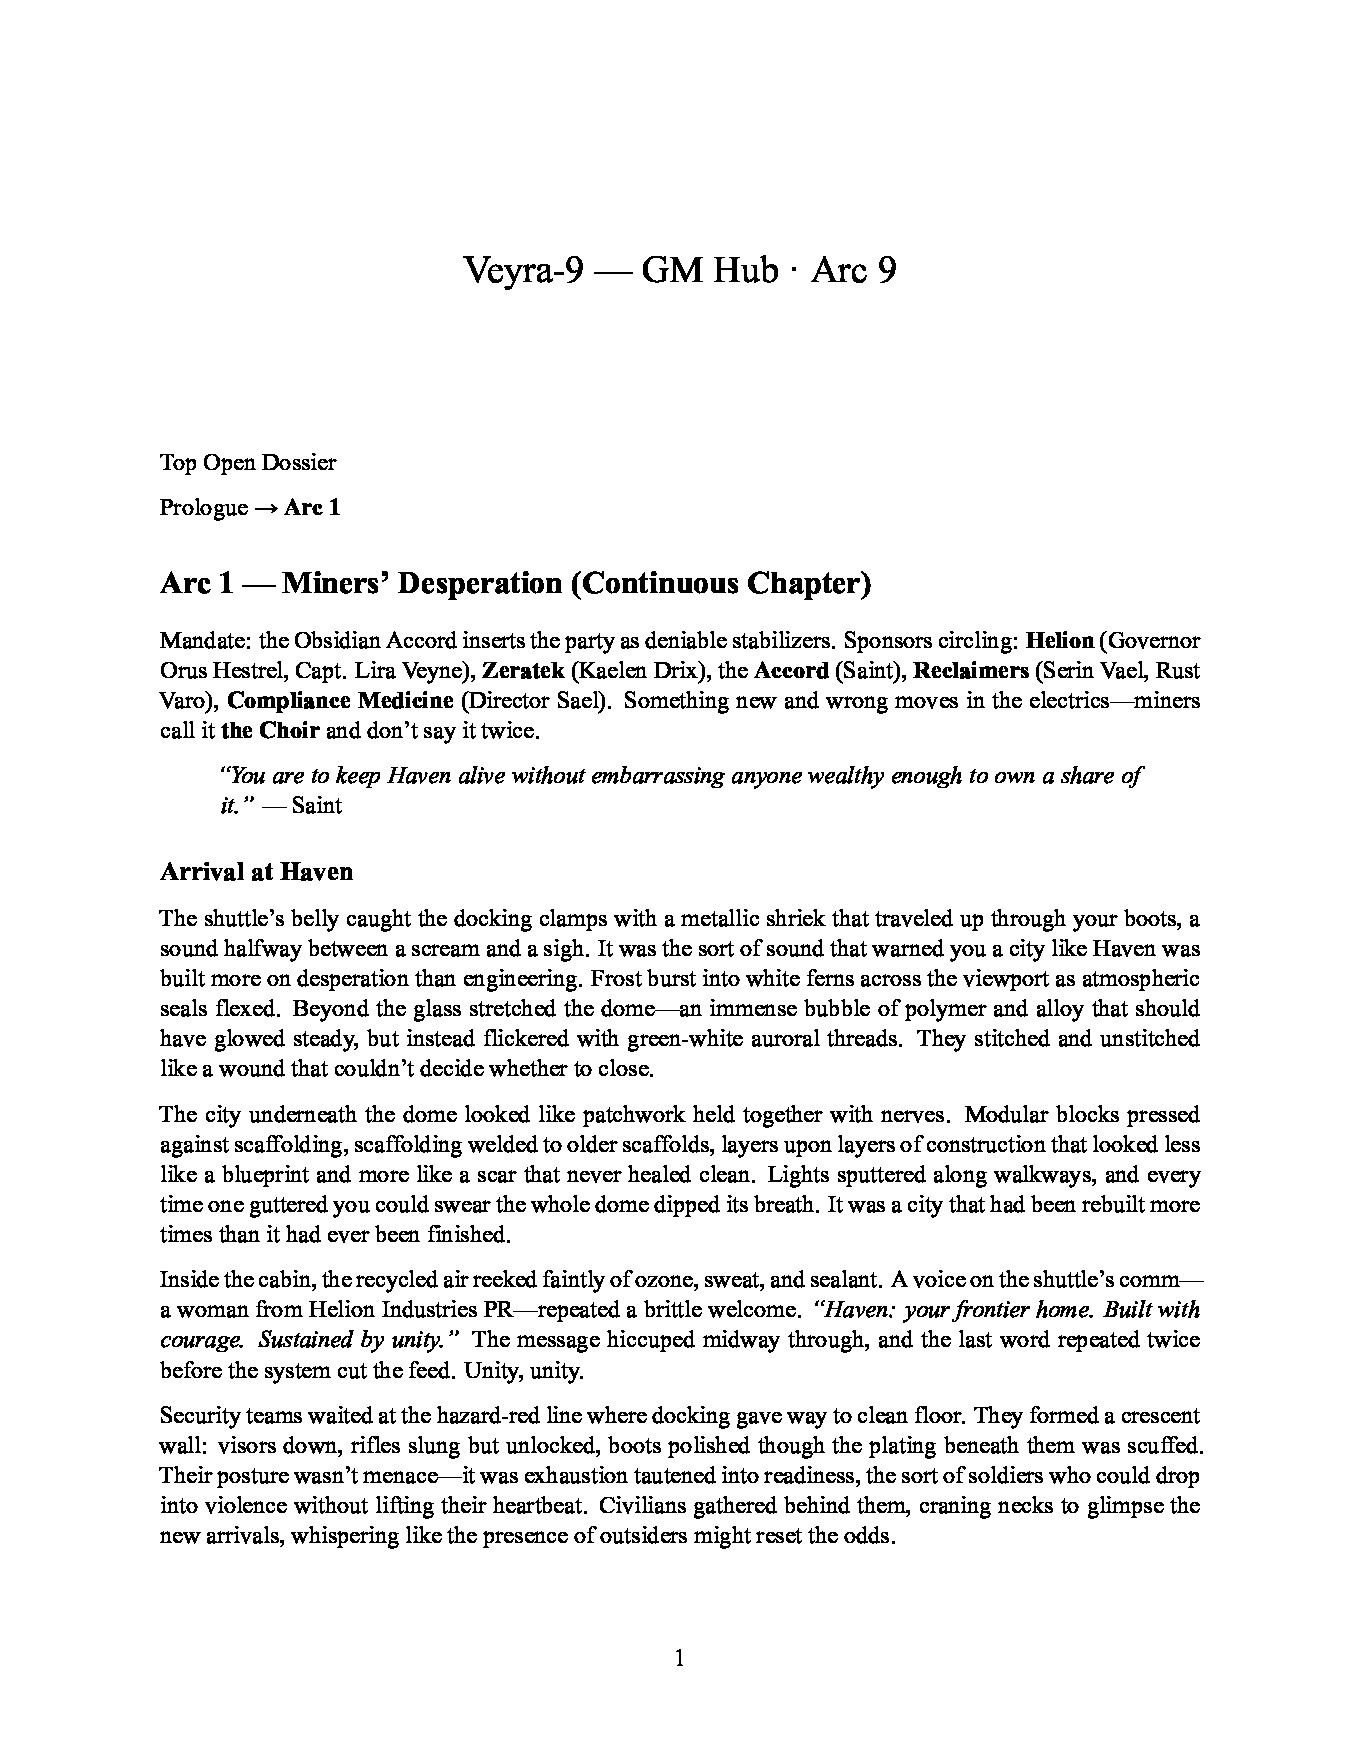 Veyra-9 — GM Hub · Arc 9
Top Open Dossier
Prologue → Arc 1
Arc 1 — Miners’ Desperation (Continuous Chapter)
Mandate: the Obsidian Accord inserts the party as deniable stabilizers. Sponsors circling: Helion (Governor
Orus Hestrel, Capt. Lira Veyne), Zeratek (Kaelen Drix), the Accord (Saint), Reclaimers (Serin Vael, Rust
Varo), Compliance Medicine (Director Sael). Something new and wrong moves in the electrics—miners
call it the Choir and don’t say it twice.
“You are to keep Haven alive without embarrassing anyone wealthy enough to own a share of
it.” — Saint
Arrival at Haven
The shuttle’s belly caught the docking clamps with a metallic shriek that traveled up through your boots, a
sound halfway between a scream and a sigh. It was the sort of sound that warned you a city like Haven was
built more on desperation than engineering. Frost burst into white ferns across the viewport as atmospheric
seals flexed. Beyond the glass stretched the dome—an immense bubble of polymer and alloy that should
have glowed steady, but instead flickered with green-white auroral threads. They stitched and unstitched
like a wound that couldn’t decide whether to close.
The city underneath the dome looked like patchwork held together with nerves. Modular blocks pressed
against scaffolding, scaffolding welded to older scaffolds, layers upon layers of construction that looked less
like a blueprint and more like a scar that never healed clean. Lights sputtered along walkways, and every
time one guttered you could swear the whole dome dipped its breath. It was a city that had been rebuilt more
times than it had ever been finished.
Inside the cabin, the recycled air reeked faintly of ozone, sweat, and sealant. A voice on the shuttle’s comm—
a woman from Helion Industries PR—repeated a brittle welcome. “Haven: your frontier home. Built with
courage. Sustained by unity.” The message hiccuped midway through, and the last word repeated twice
before the system cut the feed. Unity, unity.
Security teams waited at the hazard-red line where docking gave way to clean floor. They formed a crescent
wall: visors down, rifles slung but unlocked, boots polished though the plating beneath them was scuffed.
Their posture wasn’t menace—it was exhaustion tautened into readiness, the sort of soldiers who could drop
into violence without lifting their heartbeat. Civilians gathered behind them, craning necks to glimpse the
new arrivals, whispering like the presence of outsiders might reset the odds.
1